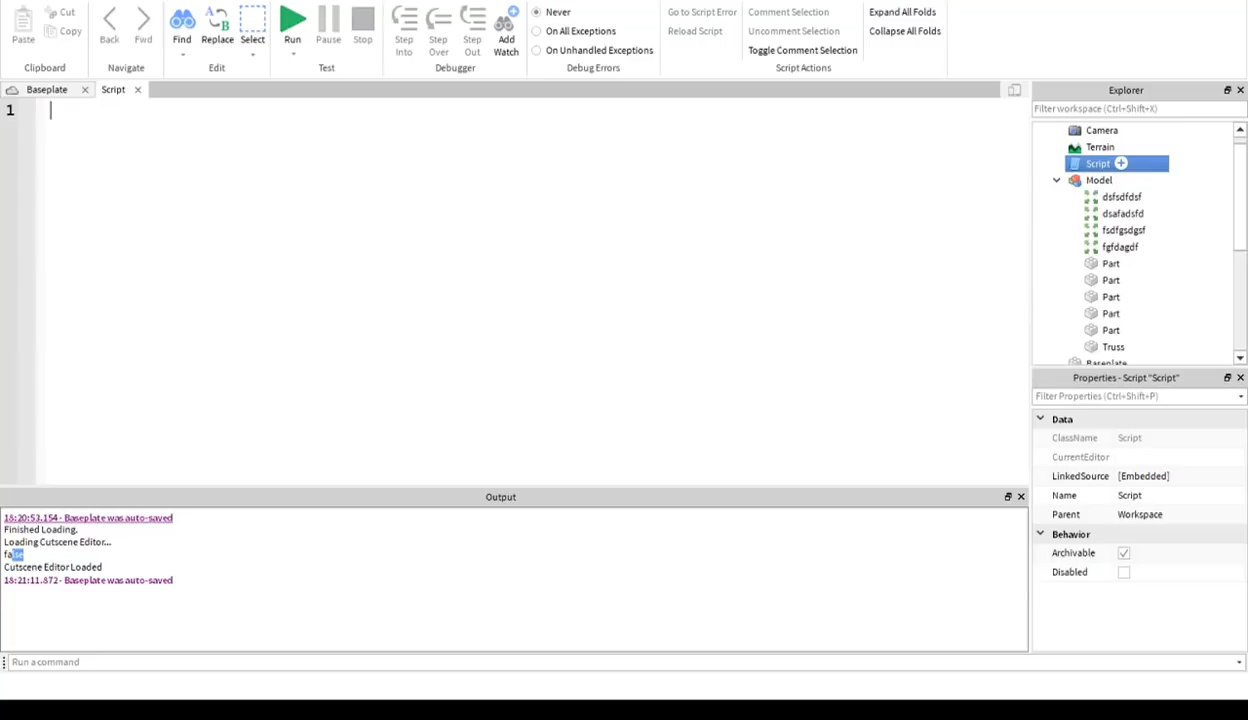 Paste
Cut
Copy
Clipboard
Back
Fwd
Navigate
Find
Replace
Select
Edit
Run
Pause
Stop
Test
Step Into
Step Over
Step Out
Add Watch
Debugger
Never
On All Exceptions
On Unhandled Exceptions
Debug Errors
Go to Script Error
Reload Script
Comment Selection
Uncomment Selection
Toggle Comment Selection
Script Actions
Expand All Folds
Collapse All Folds
Baseplate
Script
1
Explorer
Filter workspace (Ctrl+Shift+X)
Camera
Terrain
Script
Model
dsfsdfdsf
dsafadsfd
fsdfgsdgsf
fgfdagdf
Part
Part
Part
Part
Part
Truss
Baseplate
Properties - Script "Script"
Filter Properties (Ctrl+Shift+P)
Data
ClassName Script
CurrentEditor
LinkedSource [Embedded]
Name Script
Parent Workspace
Behavior
Archivable
Disabled
Output
18:20:53.154 - Baseplate was auto-saved
Finished Loading.
Loading Cutscene Editor...
false
Cutscene Editor Loaded
18:21:11.872 - Baseplate was auto-saved
Run a command